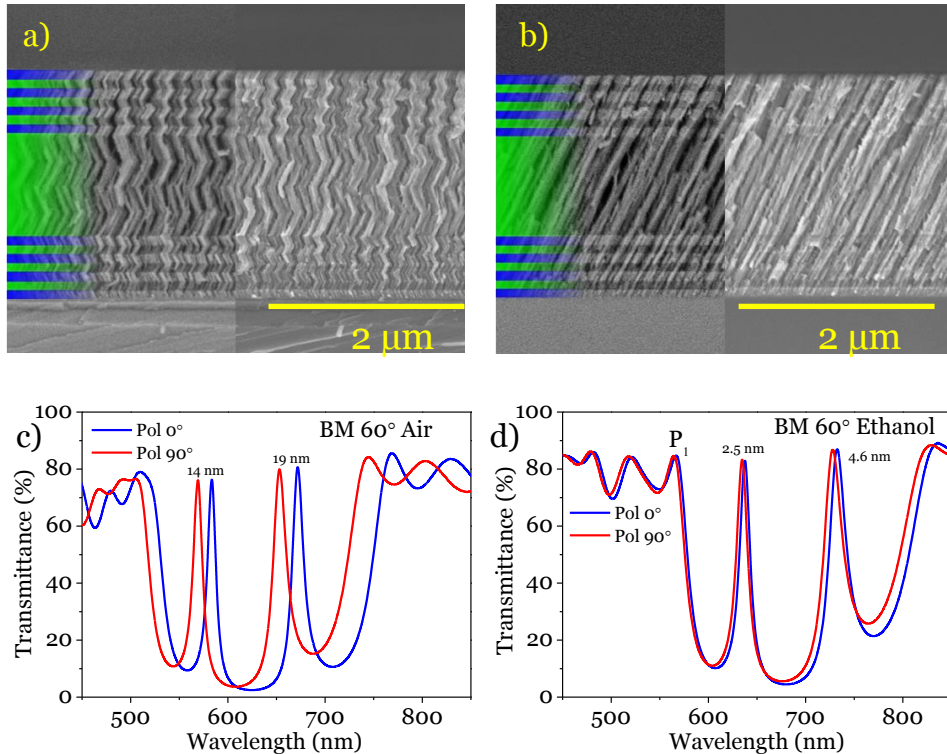 a)
2 µm
b)
2 µm
c)
BM 60° Air
Pol 0°
Pol 90°
14 nm
19 nm
Transmittance (%)
100
80
60
40
20
0
500
600
700
800
Wavelength (nm)
d)
BM 60° Ethanol
P1
2.5 nm
4.6 nm
Pol 0°
Pol 90°
Transmittance (%)
100
80
60
40
20
0
500
600
700
800
Wavelength (nm)